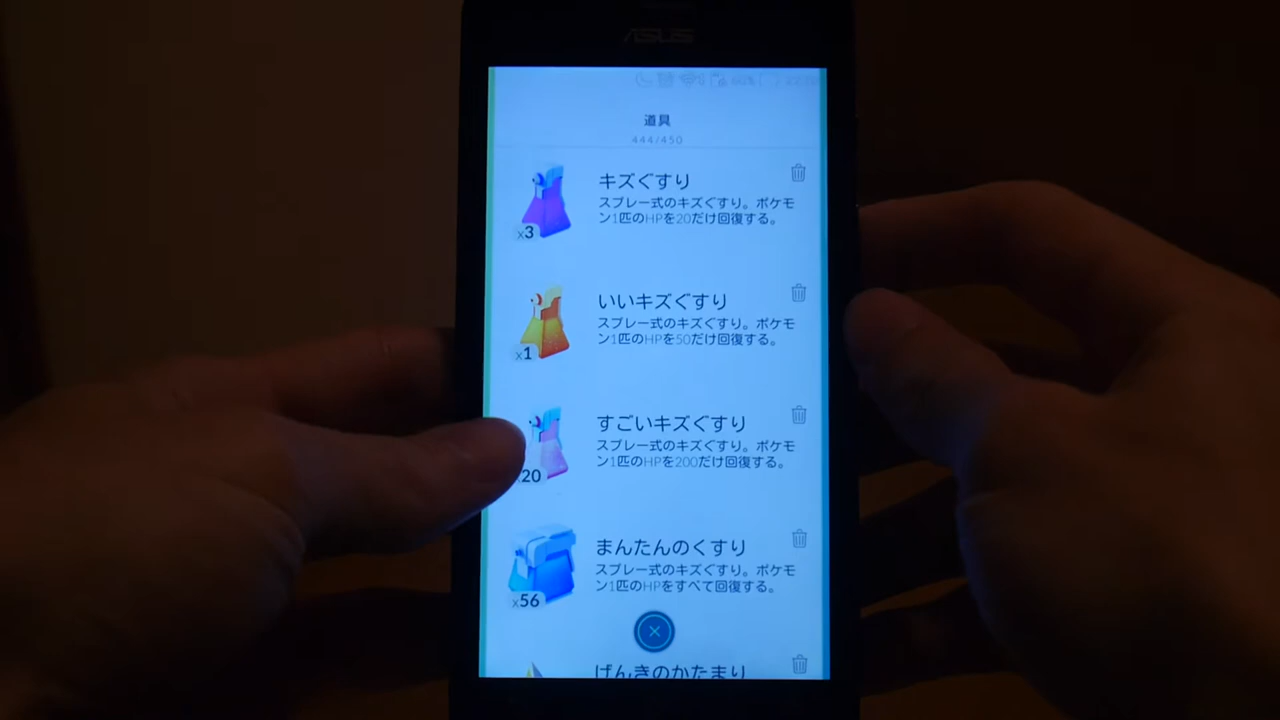 ASUS
道具
444/450
キズぐすり
スプレー式のキズぐすり。ポケモ
ン1匹のHPを20だけ回復する。
x3
いいキズぐすり
スプレー式のキズぐすり。ポケモ
ン1匹のHPを50だけ回復する。
x1
すごいキズぐすり
スプレー式のキズぐすり。ポケモ
ン1匹のHPを200だけ回復する。
20
まんたんのくすり
スプレー式のキズぐすり。ポケモ
ン1匹のHPをすべて回復する。
x56
げんきのかたまり